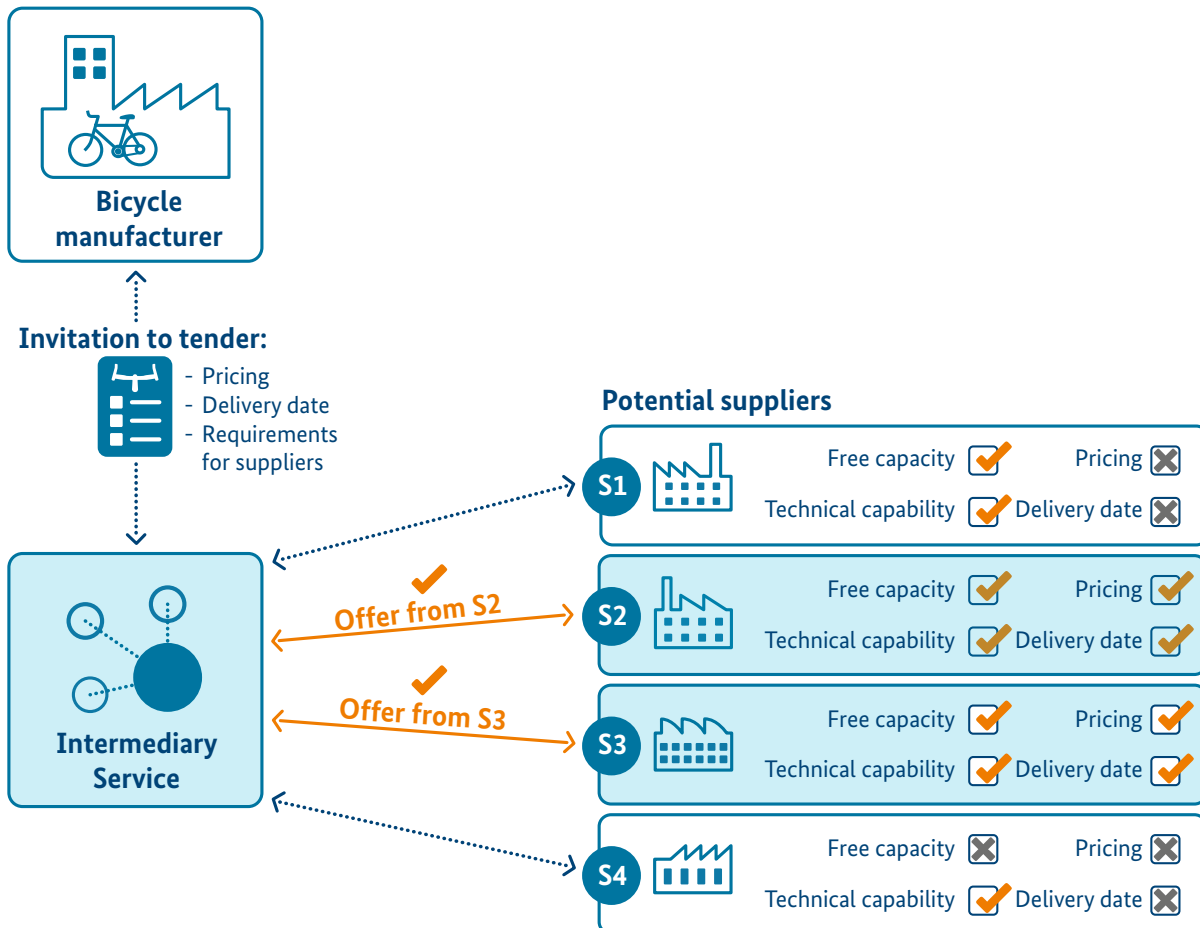 Bicycle
manufacturer
Invitation to tender:
- Pricing
- Delivery date
- Requirements
for suppliers
Potential suppliers
S1
Free capacity
Pricing
Technical capability
Delivery date
Offer from S2
S2
Free capacity
Pricing
Technical capability
Delivery date
Offer from S3
S3
Free capacity
Pricing
Technical capability
Delivery date
Intermediary
Service
S4
Free capacity
Pricing
Technical capability
Delivery date